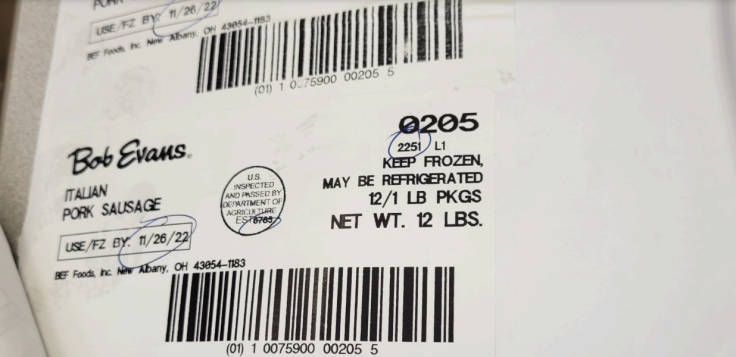 USE/FZ BY: 11/26/22
BEF Foods, Inc. New Albany, OH 43054-1183
(01) 1 0075900 00205 5
Bob Evans®
ITALIAN
PORK SAUSAGE
USE/FZ BY: 11/26/22
BEF Foods, Inc. New Albany, OH 43054-1183
U.S.
INSPECTED
AND PASSED BY
DEPARTMENT OF
AGRICULTURE
EST.6785
0205
2251 L1
KEEP FROZEN,
MAY BE REFRIGERATED
12/1 LB PKGS
NET WT. 12 LBS.
(01) 1 0075900 00205 5